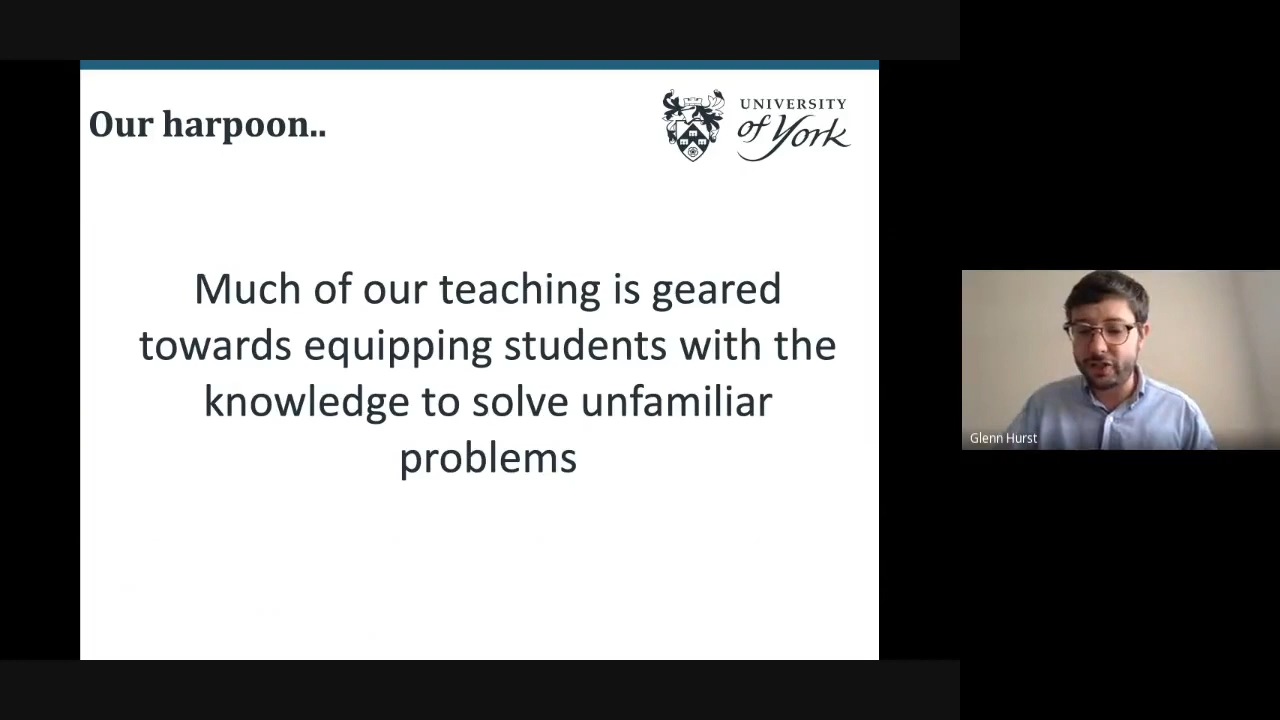 Our harpoon..
UNIVERSITY
of York
Much of our teaching is geared
towards equipping students with the
knowledge to solve unfamiliar
problems
Glenn Hurst